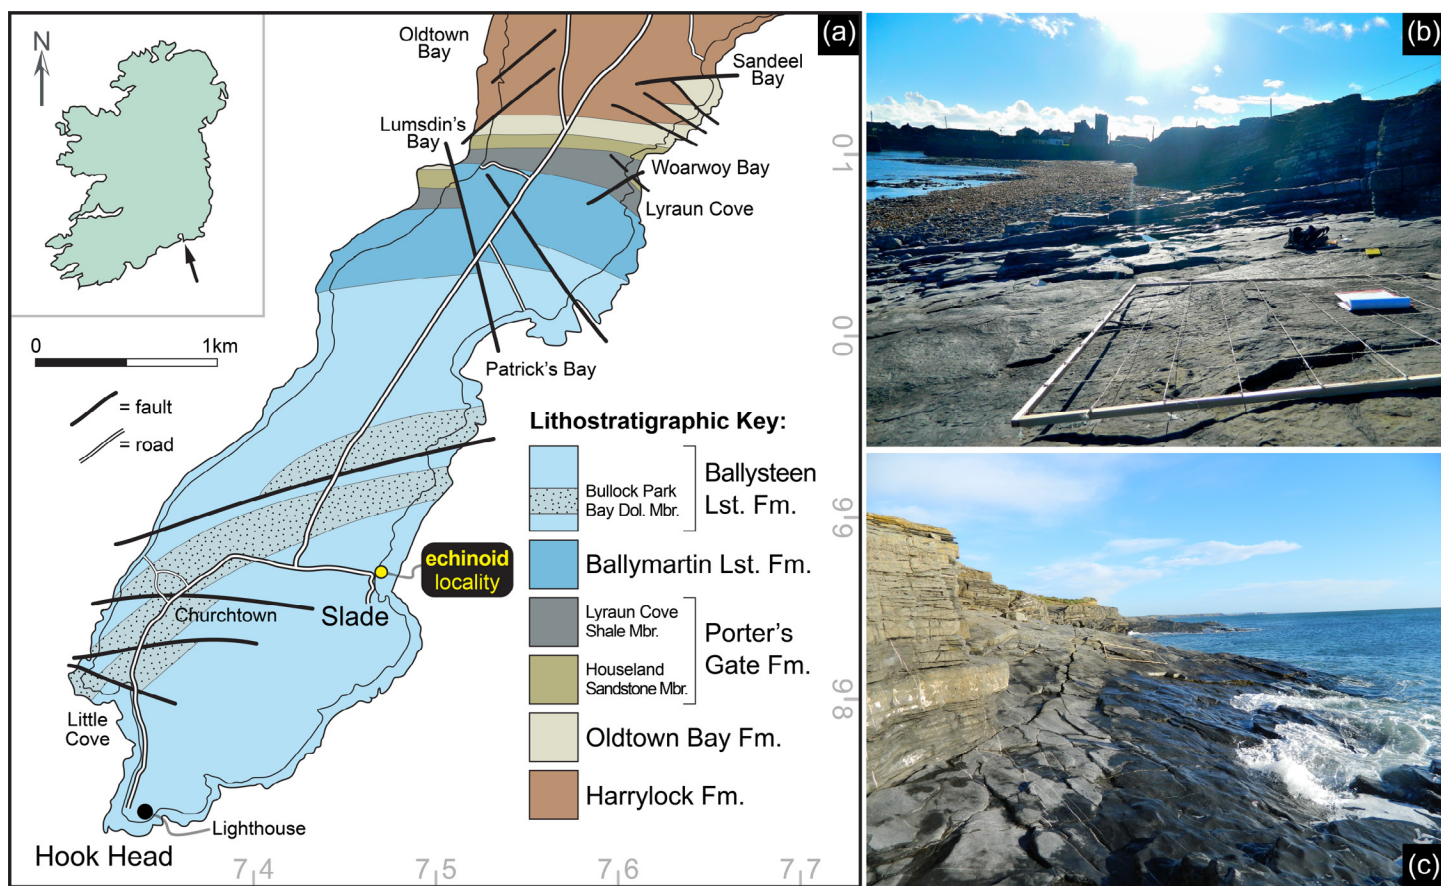 (a)
N
Oldtown
Bay
Sandeel
Bay
Lumsdin's
Bay
Woarwoy Bay
Lyraun Cove
0
1km
= fault
= road
Patrick's Bay
Lithostratigraphic Key:
Bullock Park
Bay Dol. Mbr.
Ballysteen
Lst. Fm.
Ballymartin Lst. Fm.
Lyraun Cove
Shale Mbr.
Porter's
Gate Fm.
Houseland
Sandstone Mbr.
Oldtown Bay Fm.
Harrylock Fm.
echinoid
locality
Churchtown
Slade
Little
Cove
Lighthouse
Hook Head
7 4
7 5
7 6
7 7
0 1
0 0
9 9
9 8
(b)
(c)